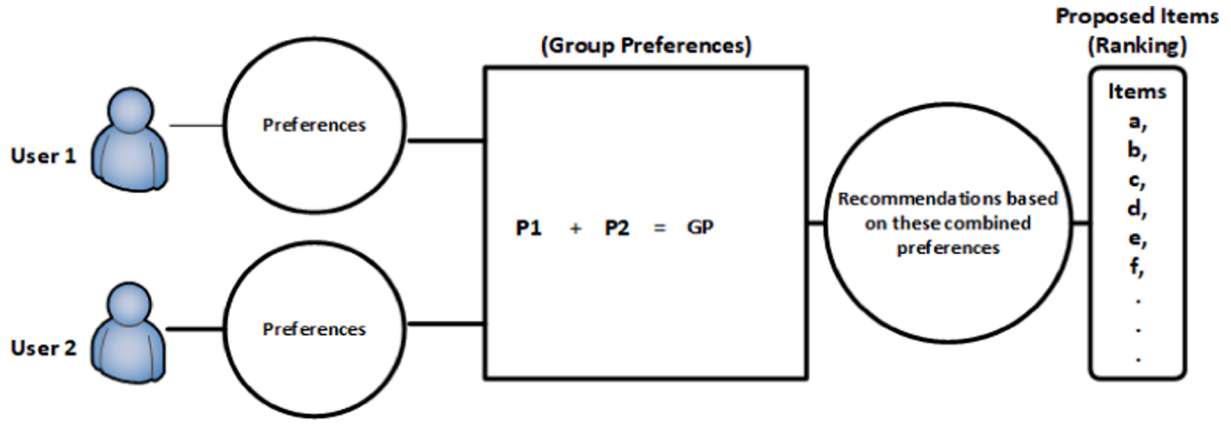 Proposed Items
(Ranking)
(Group Preferences)
User 1
Preferences
User 2
Preferences
P1 + P2 = GP
Recommendations based
on these combined
preferences
Items
a,
b,
c,
d,
e,
f,
.
.
.